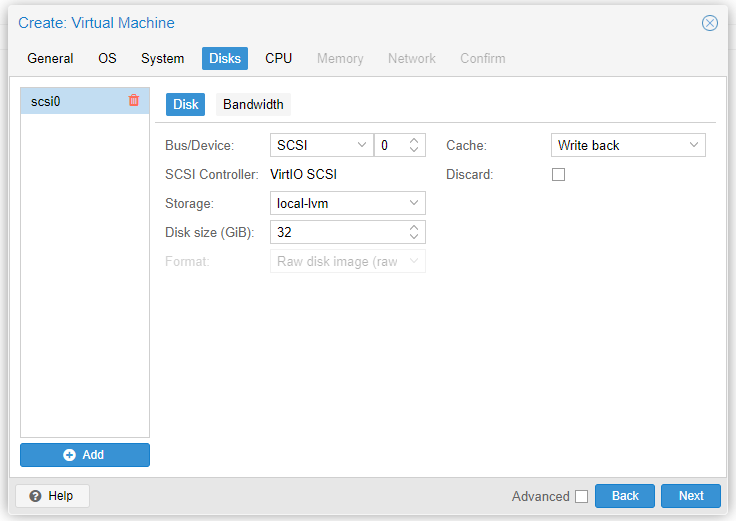 Create: Virtual Machine
General OS System Disks CPU Memory Network Confirm
scsi0
Disk Bandwidth
Bus/Device: SCSI 0 Cache: Write back
SCSI Controller: VirtIO SCSI Discard:
Storage: local-lvm
Disk size (GiB): 32
Format: Raw disk image (raw
Add
Help Advanced Back Next